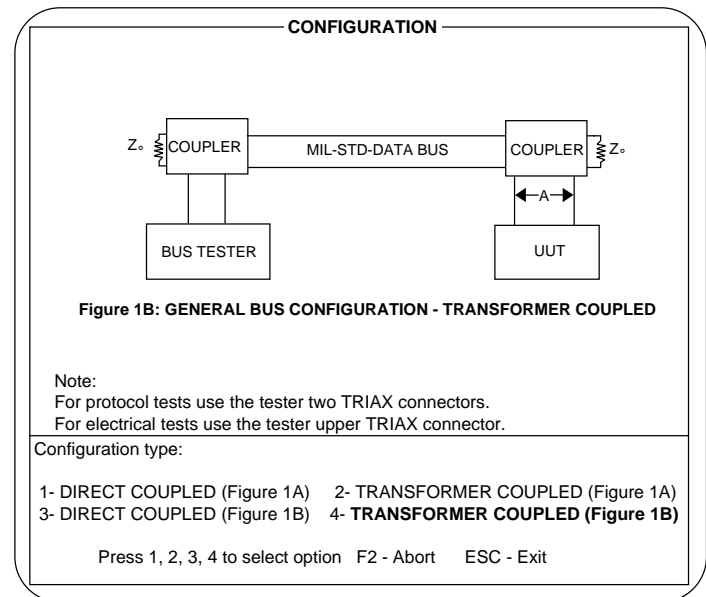 CONFIGURATION
Zo COUPLER MIL-STD-DATA BUS COUPLER Zo
A
BUS TESTER UUT
Figure 1B: GENERAL BUS CONFIGURATION - TRANSFORMER COUPLED
Note:
For protocol tests use the tester two TRIAX connectors.
For electrical tests use the tester upper TRIAX connector.
Configuration type:
1- DIRECT COUPLED (Figure 1A) 2- TRANSFORMER COUPLED (Figure 1A)
3- DIRECT COUPLED (Figure 1B) 4- TRANSFORMER COUPLED (Figure 1B)
Press 1, 2, 3, 4 to select option F2 - Abort ESC - Exit